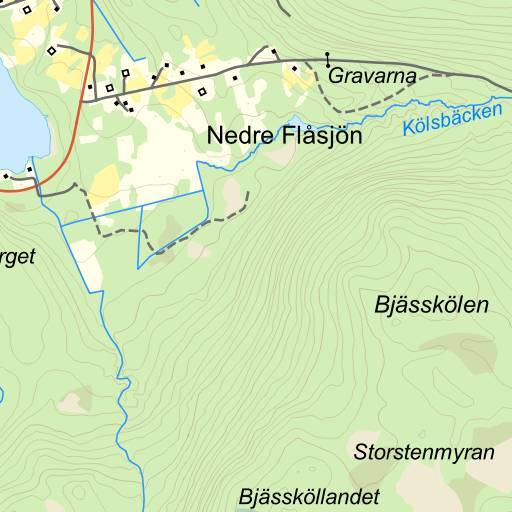 Gravarna
Kölsbäcken
Nedre Flåsjön
rget
Bjässkölen
Storstenmyran
Bjässköllandet